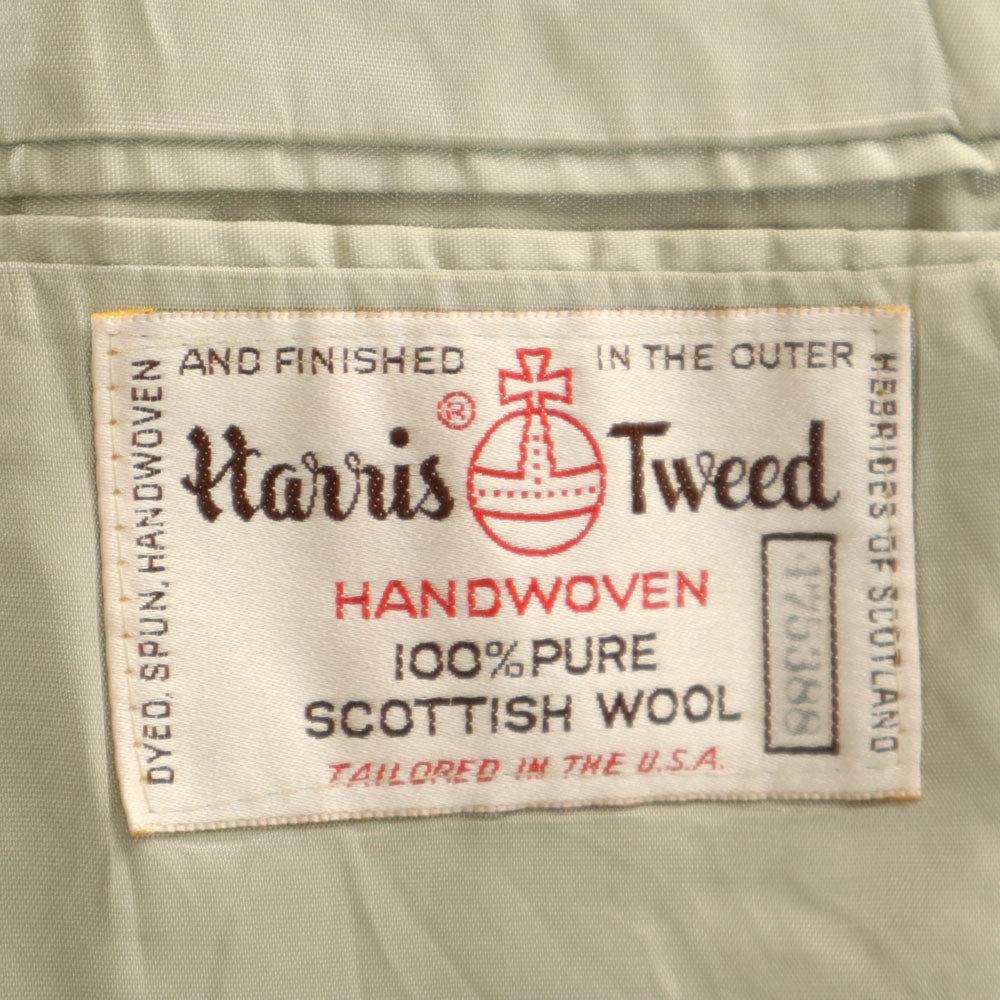 DYED, SPUN, HANDWOVEN
AND FINISHED IN THE OUTER
HEBRIDES OF SCOTLAND
Harris ® Tweed
HANDWOVEN
100% PURE
SCOTTISH WOOL
TAILORED IN THE U.S.A.
175388